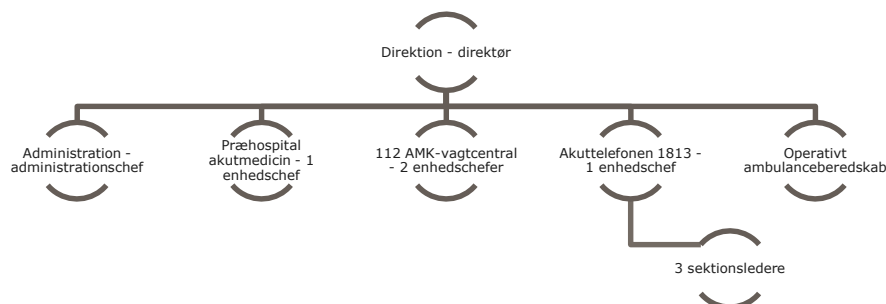 Direktion - direktør
Administration -
administrationschef
Præhospital
akutmedicin - 1
enhedschef
112 AMK-vagtcentral
- 2 enhedschefer
Akuttelefonen 1813 -
1 enhedschef
Operativt
ambulanceberedskab
3 sektionsledere